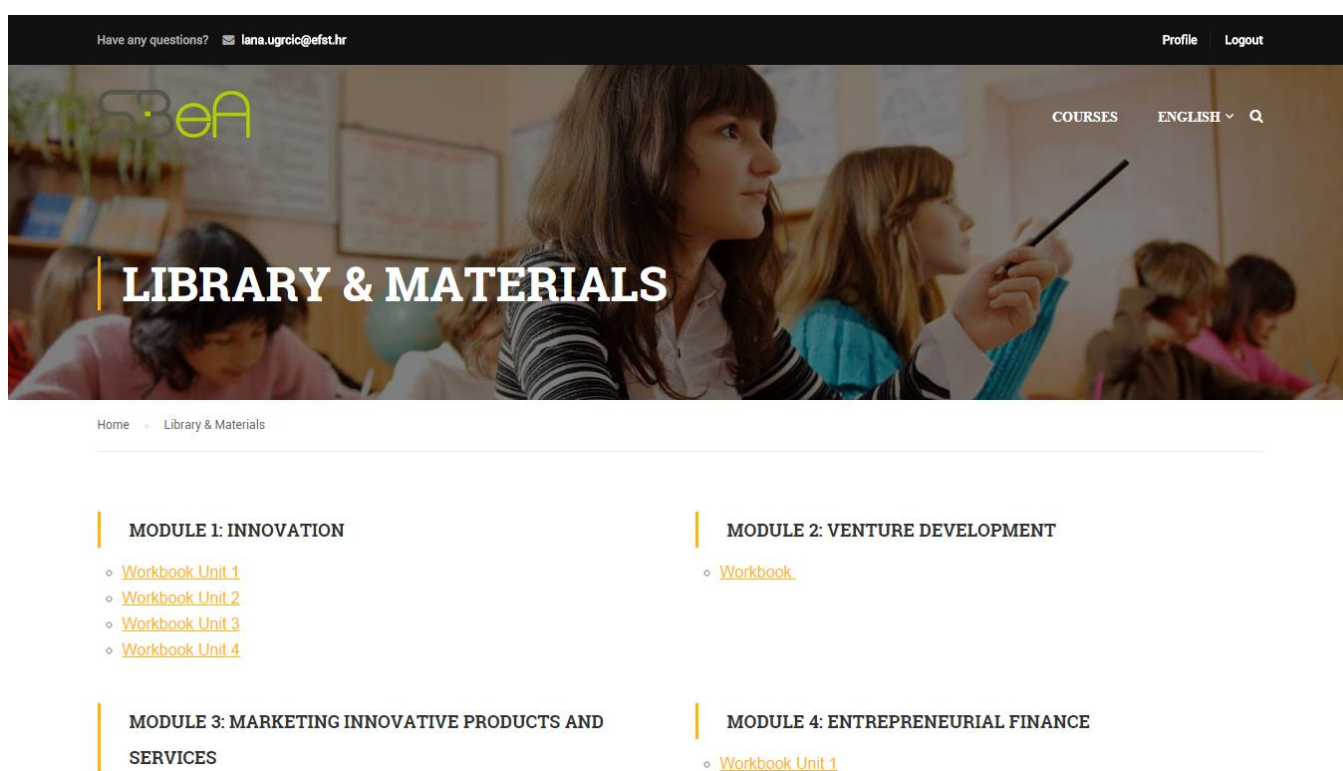 Have any questions? lana.ugrcic@efst.hr Profile Logout
SBeA
COURSES ENGLISH
LIBRARY & MATERIALS
Home Library & Materials
MODULE 1: INNOVATION
Workbook Unit 1
Workbook Unit 2
Workbook Unit 3
Workbook Unit 4
MODULE 2: VENTURE DEVELOPMENT
Workbook
MODULE 3: MARKETING INNOVATIVE PRODUCTS AND
SERVICES
MODULE 4: ENTREPRENEURIAL FINANCE
Workbook Unit 1